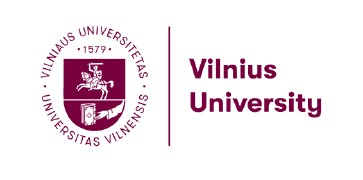 VILNIAUS UNIVERSITETAS
· 1579 ·
UNIVERSITAS VILNENSIS
Vilnius
University